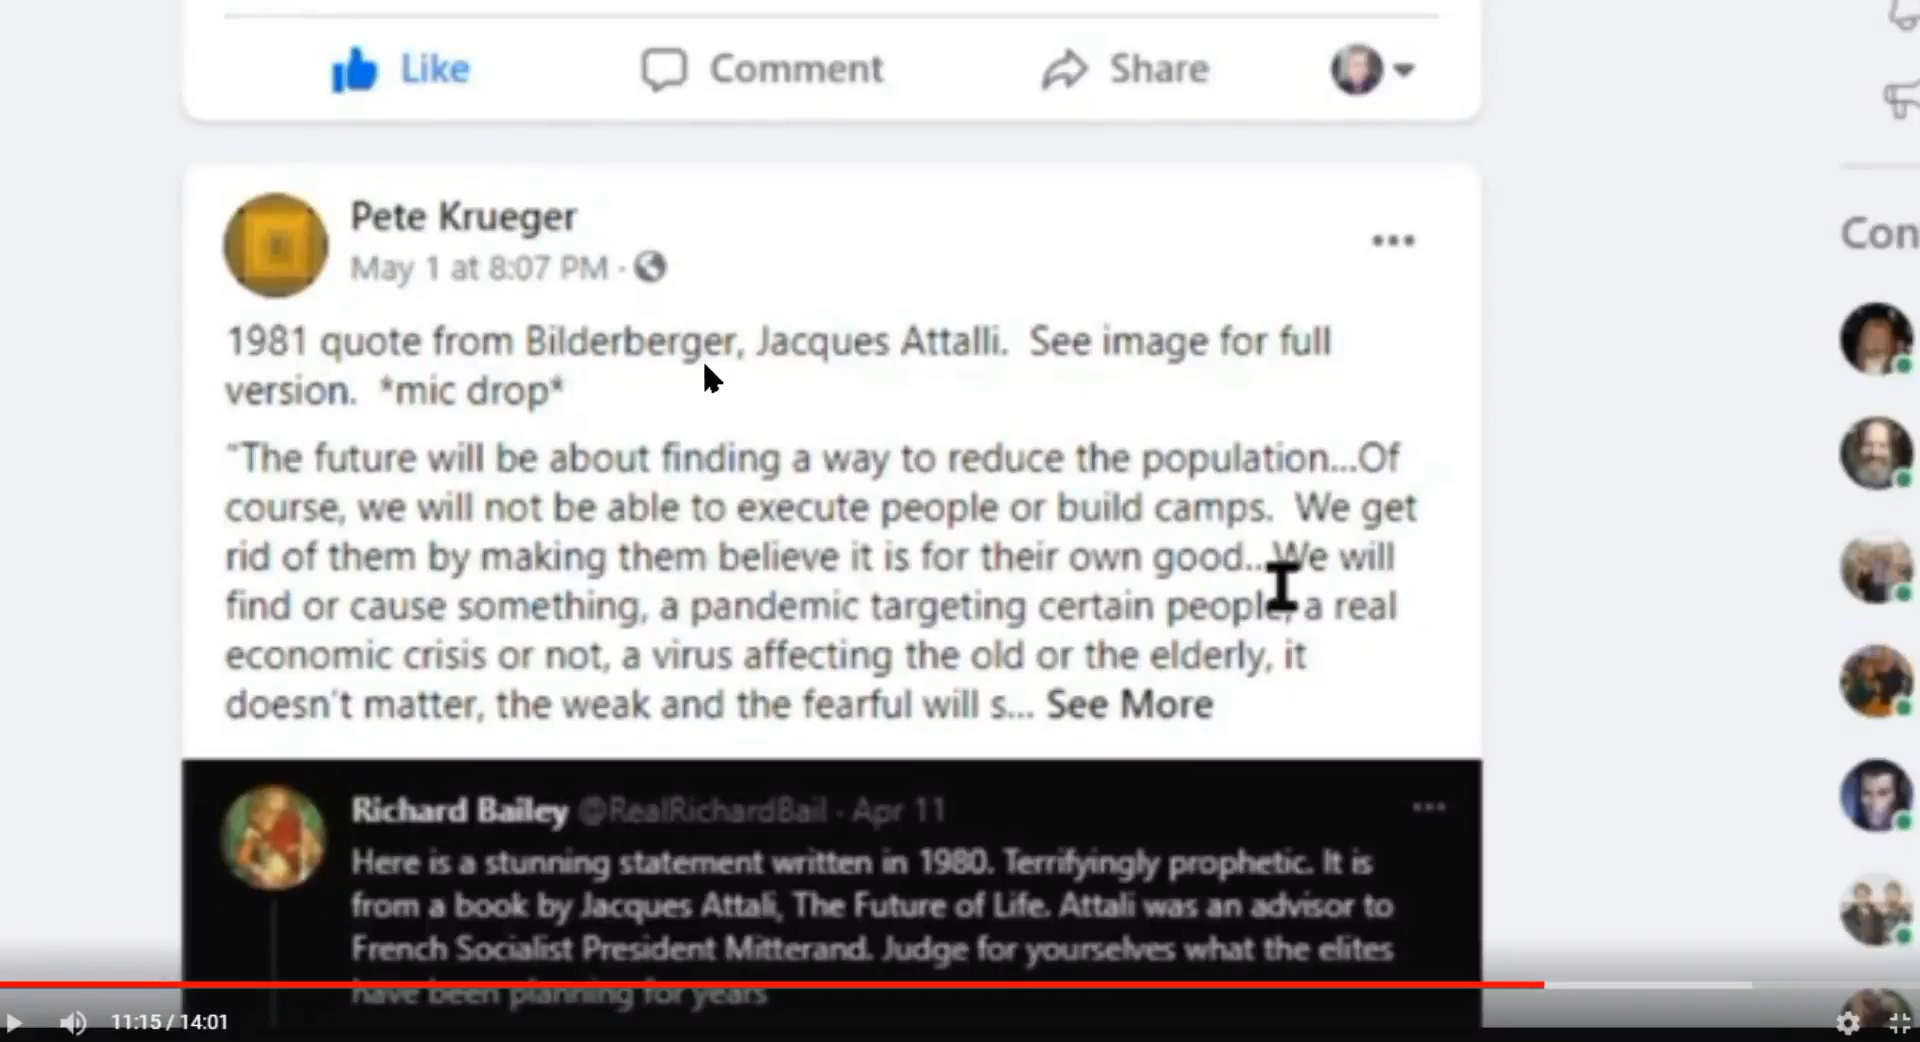 Like Comment Share
Pete Krueger
May 1 at 8:07 PM ·
Con
1981 quote from Bilderberger, Jacques Attalli. See image for full
version. *mic drop*
"The future will be about finding a way to reduce the population...Of
course, we will not be able to execute people or build camps. We get
rid of them by making them believe it is for their own good...We will
find or cause something, a pandemic targeting certain people, a real
economic crisis or not, a virus affecting the old or the elderly, it
doesn't matter, the weak and the fearful will s... See More
Richard Bailey @RealRichardBail · Apr 11
Here is a stunning statement written in 1980. Terrifyingly prophetic. It is
from a book by Jacques Attali, The Future of Life. Attali was an advisor to
French Socialist President Mitterand. Judge for yourselves what the elites
have been planning for years
11:15 / 14:01